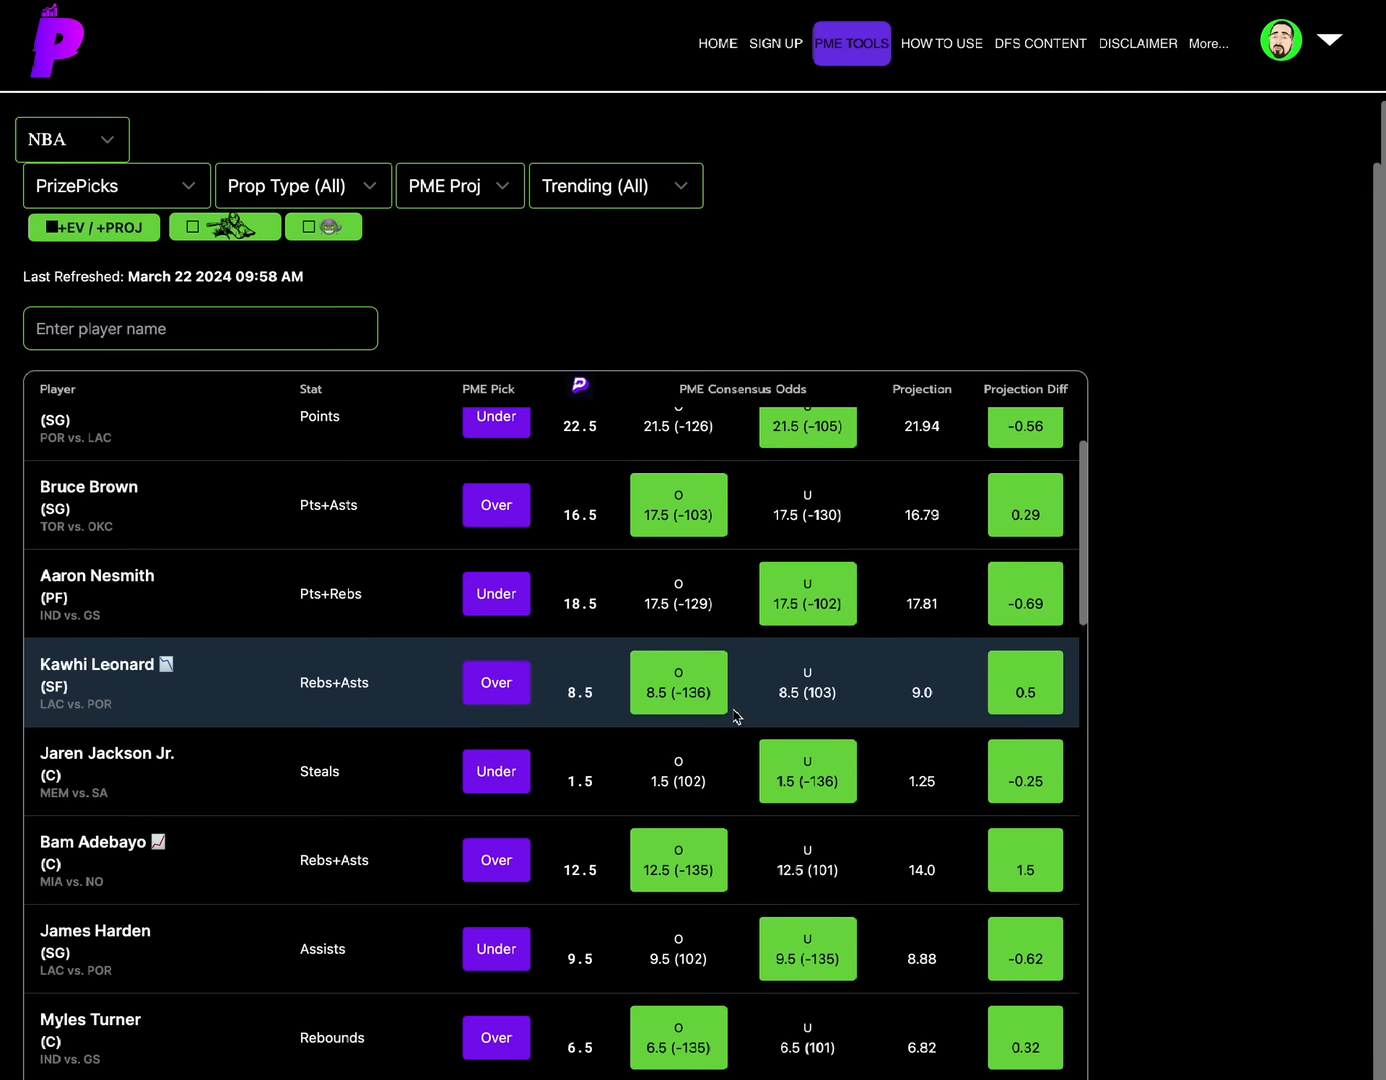 P
HOME SIGN UP PME TOOLS HOW TO USE DFS CONTENT DISCLAIMER More...
NBA
PrizePicks Prop Type (All) PME Proj Trending (All)
+EV / +PROJ
Last Refreshed: March 22 2024 09:58 AM
Enter player name
Player Stat PME Pick P PME Consensus Odds Projection Projection Diff
(SG) Points Under 22.5 21.5 (-126) 21.5 (-105) 21.94 -0.56
POR vs. LAC
Bruce Brown O U
(SG) Pts+Asts Over 16.5 17.5 (-103) 17.5 (-130) 16.79 0.29
TOR vs. OKC
Aaron Nesmith O U
(PF) Pts+Rebs Under 18.5 17.5 (-129) 17.5 (-102) 17.81 -0.69
IND vs. GS
Kawhi Leonard O U
(SF) Rebs+Asts Over 8.5 8.5 (-136) 8.5 (103) 9.0 0.5
LAC vs. POR
Jaren Jackson Jr. O U
(C) Steals Under 1.5 1.5 (102) 1.5 (-136) 1.25 -0.25
MEM vs. SA
Bam Adebayo O U
(C) Rebs+Asts Over 12.5 12.5 (-135) 12.5 (101) 14.0 1.5
MIA vs. NO
James Harden O U
(SG) Assists Under 9.5 9.5 (102) 9.5 (-135) 8.88 -0.62
LAC vs. POR
Myles Turner O U
(C) Rebounds Over 6.5 6.5 (-135) 6.5 (101) 6.82 0.32
IND vs. GS